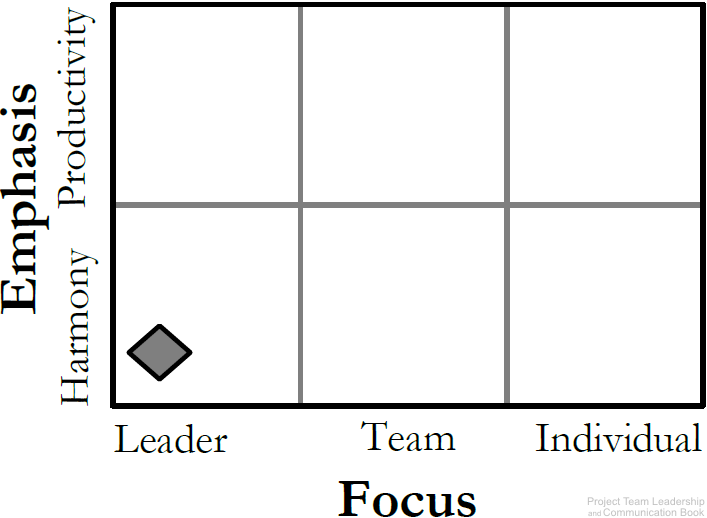 Emphasis
Productivity
Harmony
Leader
Team
Individual
Focus
Project Team Leadership
and Communication Book